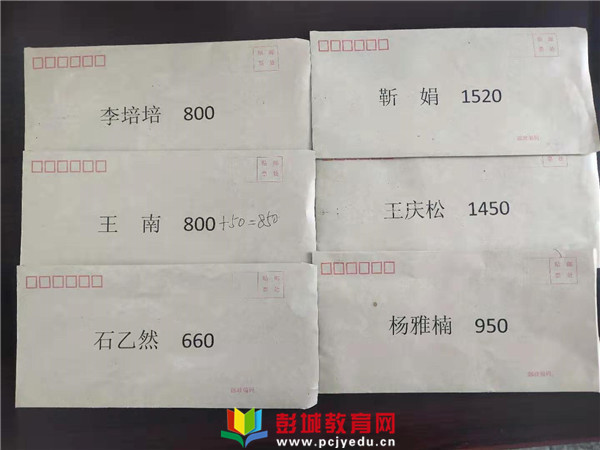 李培培 800
靳 娟 1520
王 南 800+50=850
王庆松 1450
石乙然 660
杨雅楠 950
彭城教育网
www.pcjyedu.cn